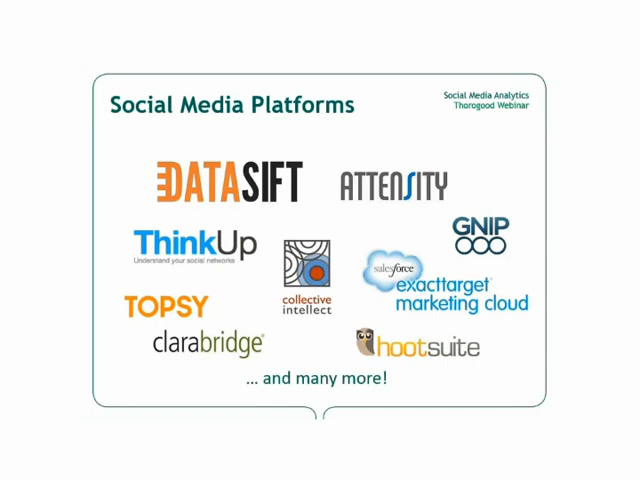 Social Media Platforms
Social Media Analytics
Thorogood Webinar
DATASIFT
ATTENSITY
GNIP
ThinkUp
Understand your social networks
collective
intellect
salesforce
exacttarget
marketing cloud
TOPSY
clarabridge
hootsuite
... and many more!